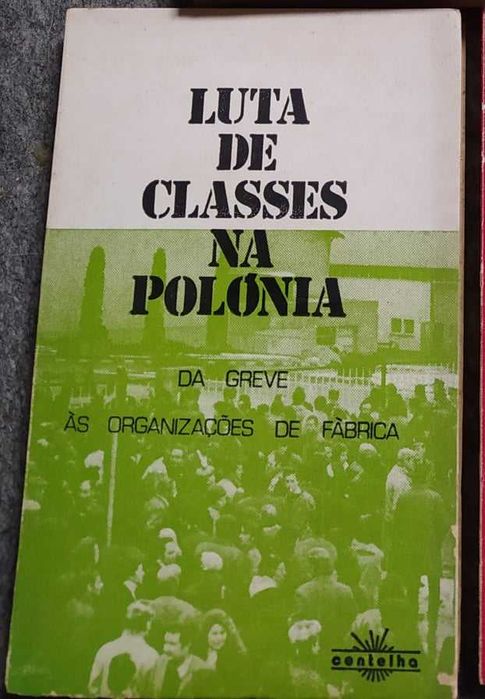 LUTA
DE
CLASSES
NA
POLÓNIA
DA GREVE
ÀS ORGANIZAÇÕES DE FÀBRICA
centelha